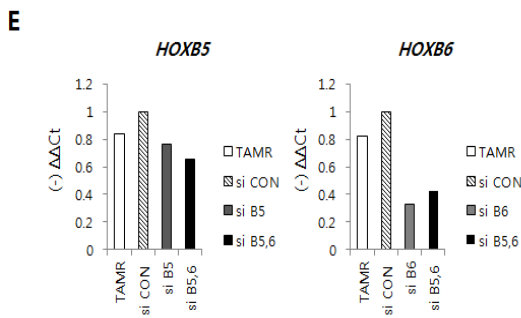 E
HOXB5
(-) ΔΔCt
1.2
1
0.8
0.6
0.4
0.2
0
TAMR
si CON
si B5
si B5,6
TAMR
si CON
si B5
si B5,6
HOXB6
(-) ΔΔCt
1.2
1
0.8
0.6
0.4
0.2
0
TAMR
si CON
si B6
si B5,6
TAMR
si CON
si B6
si B5,6